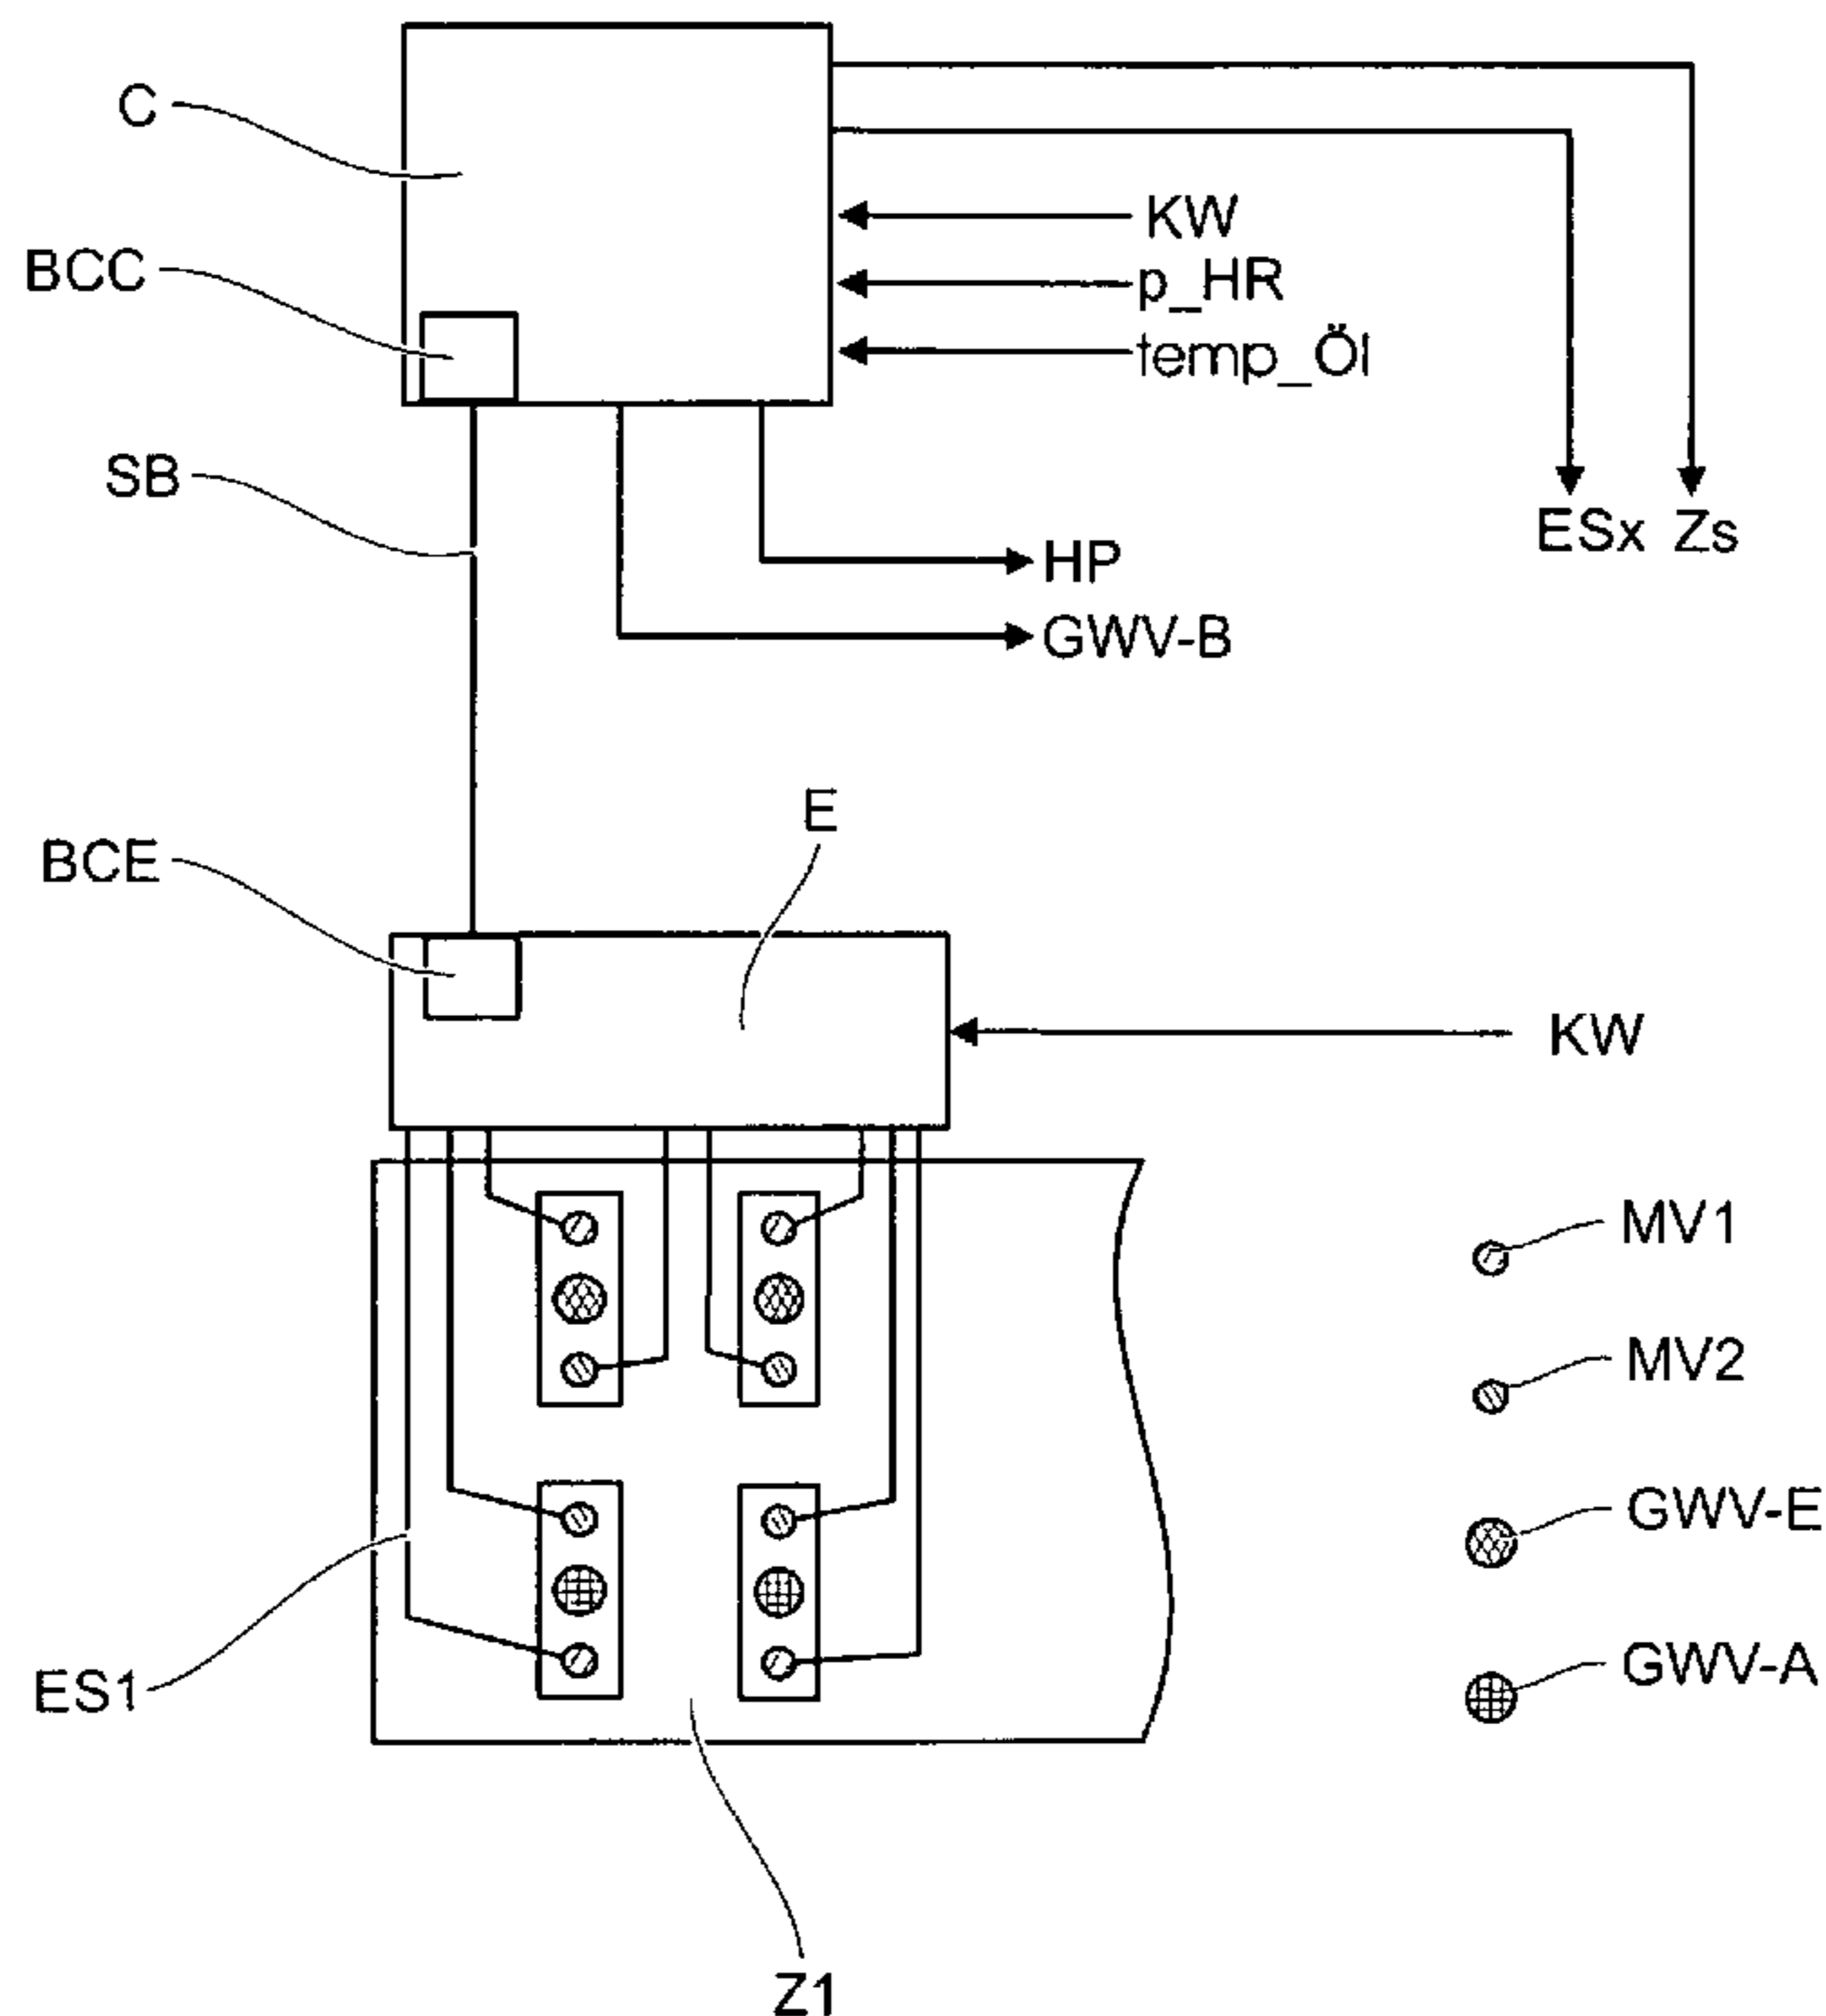 C
KW
BCC
p_HR
temp_Öl
SB
ESx Zs
HP
GWV-B
E
BCE
KW
MV1
MV2
GWV-E
GWV-A
ES1
Z1